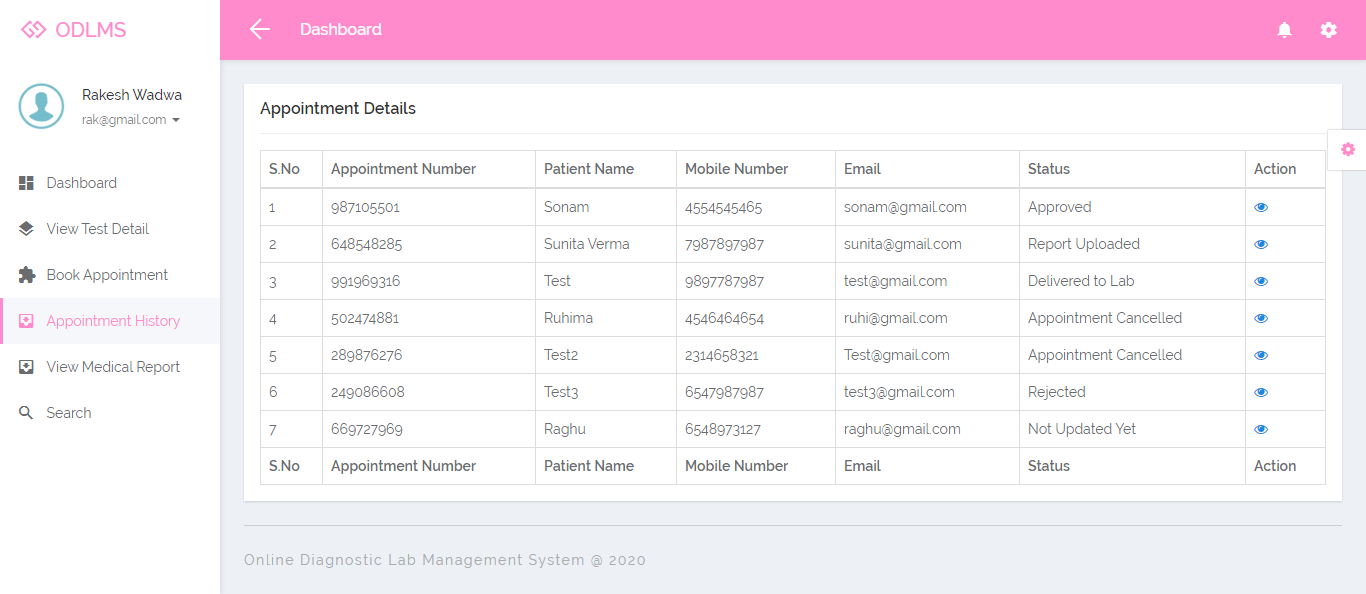 ODLMS
Dashboard
Rakesh Wadwa
rak@gmail.com
Dashboard
View Test Detail
Book Appointment
Appointment History
View Medical Report
Search
Appointment Details
S.No Appointment Number Patient Name Mobile Number Email Status Action
1 987105501 Sonam 4554545465 sonam@gmail.com Approved
2 648548285 Sunita Verma 7987897987 sunita@gmail.com Report Uploaded
3 991969316 Test 9897787987 test@gmail.com Delivered to Lab
4 502474881 Ruhima 4546464654 ruhi@gmail.com Appointment Cancelled
5 289876276 Test2 2314658321 Test@gmail.com Appointment Cancelled
6 249086608 Test3 6547987987 test3@gmail.com Rejected
7 669727969 Raghu 6548973127 raghu@gmail.com Not Updated Yet
S.No Appointment Number Patient Name Mobile Number Email Status Action
Online Diagnostic Lab Management System @ 2020